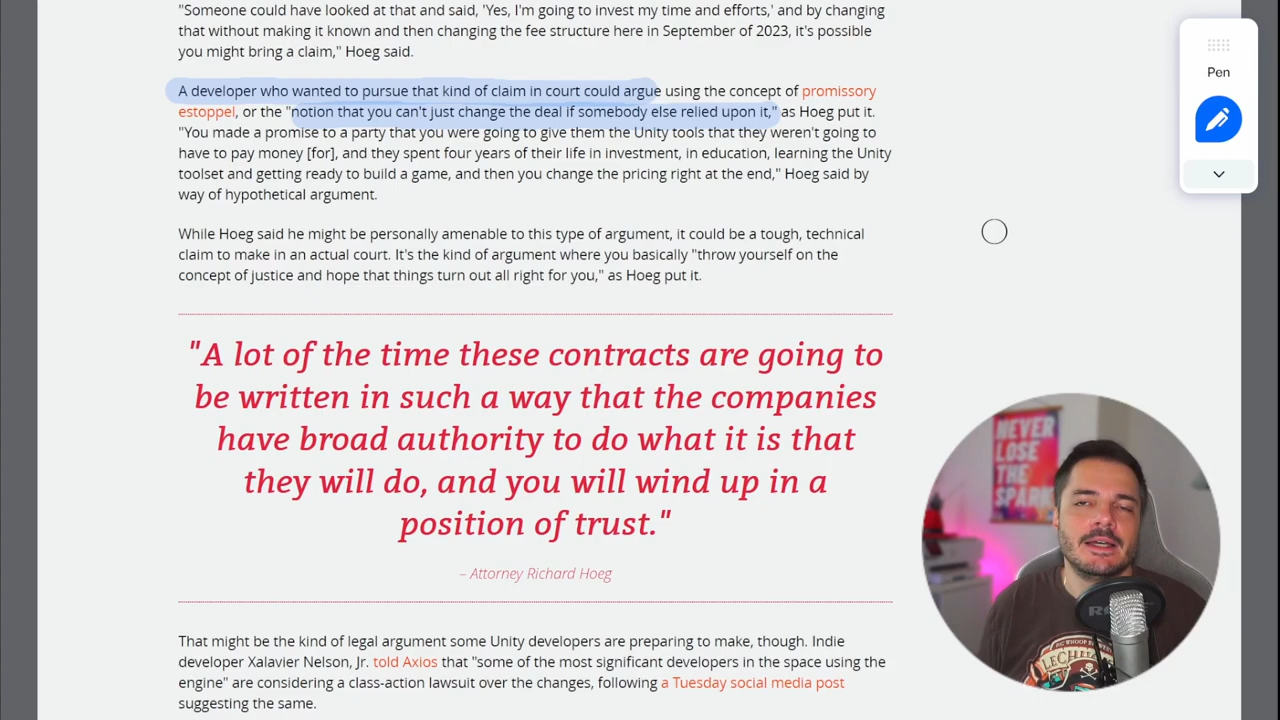 "Someone could have looked at that and said, 'Yes, I'm going to invest my time and efforts,' and by changing
that without making it known and then changing the fee structure here in September of 2023, it's possible
you might bring a claim," Hoeg said.
A developer who wanted to pursue that kind of claim in court could argue using the concept of promissory
estoppel, or the "notion that you can't just change the deal if somebody else relied upon it," as Hoeg put it.
"You made a promise to a party that you were going to give them the Unity tools that they weren't going to
have to pay money [for], and they spent four years of their life in investment, in education, learning the Unity
toolset and getting ready to build a game, and then you change the pricing right at the end," Hoeg said by
way of hypothetical argument.
While Hoeg said he might be personally amenable to this type of argument, it could be a tough, technical
claim to make in an actual court. It's the kind of argument where you basically "throw yourself on the
concept of justice and hope that things turn out all right for you," as Hoeg put it.
"A lot of the time these contracts are going to
be written in such a way that the companies
have broad authority to do what it is that
they will do, and you will wind up in a
position of trust."
– Attorney Richard Hoeg
That might be the kind of legal argument some Unity developers are preparing to make, though. Indie
developer Xalavier Nelson, Jr. told Axios that "some of the most significant developers in the space using the
engine" are considering a class-action lawsuit over the changes, following a Tuesday social media post
suggesting the same.
Pen
NEVER
LOSE
THE
SPARK